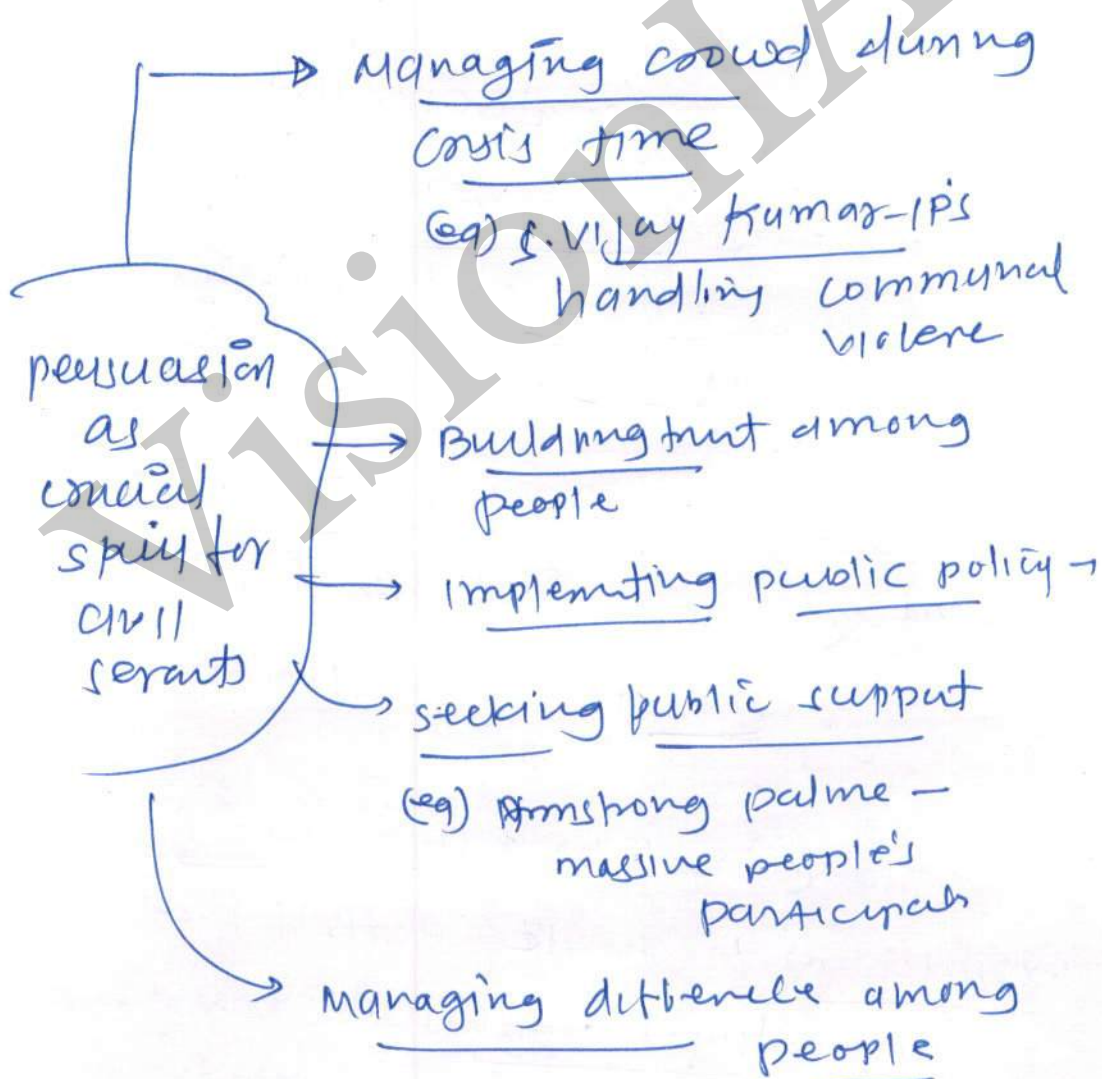 Managing crowd during
crisis time
(eg) S. Vijay Kumar-IPS
handling communal
violence
persuasion
as
crucial
skill for
civil
servants
Building trust among
people
Implementing public policy →
seeking public support
(eg) Armstrong palme —
massive people's
participation
Managing difference among
people
VisionIA